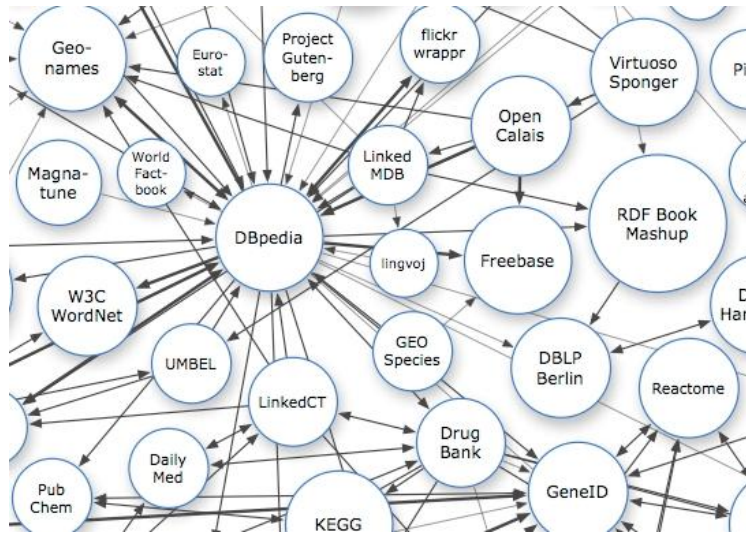 Geo-
names
Euro-
stat
Project
Guten-
berg
flickr
wrappr
Virtuoso
Sponger
Pi
Open
Calais
Magna-
tune
World
Fact-
book
Linked
MDB
DBpedia
RDF Book
Mashup
lingvoj
Freebase
W3C
WordNet
D
Har
UMBEL
GEO
Species
DBLP
Berlin
LinkedCT
Reactome
Daily
Med
Drug
Bank
Pub
Chem
GeneID
KEGG